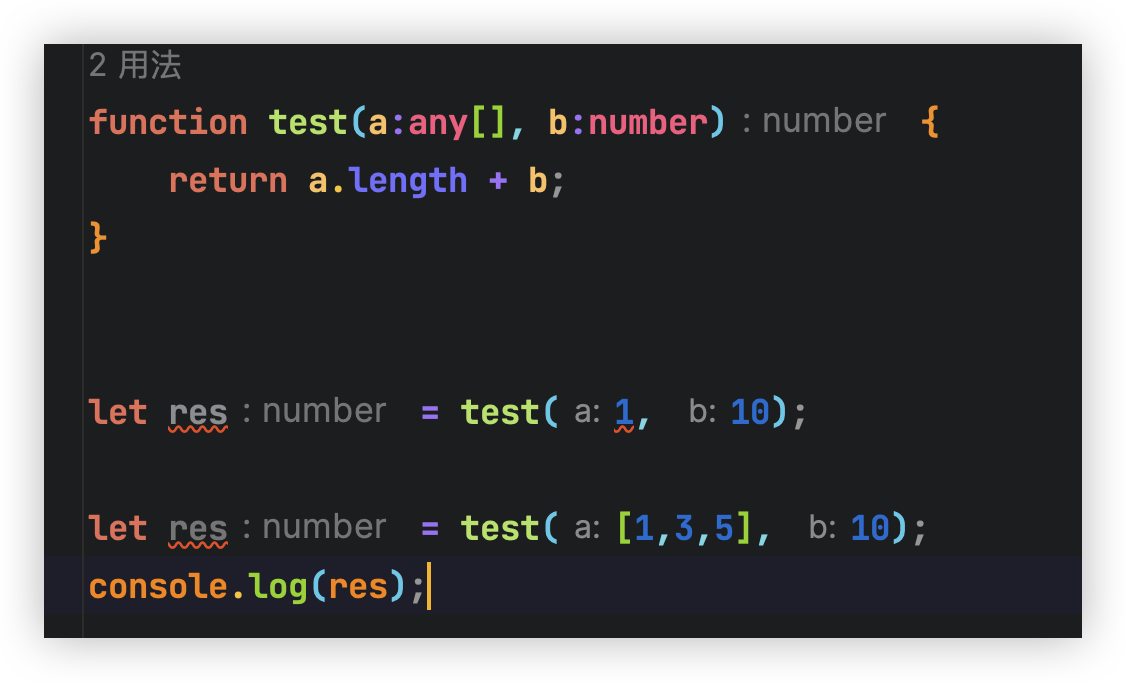 2 用法
function test(a:any[], b:number) : number {
    return a.length + b;
}
let res : number = test( a: 1, b: 10);
let res : number = test( a: [1,3,5], b: 10);
console.log(res);